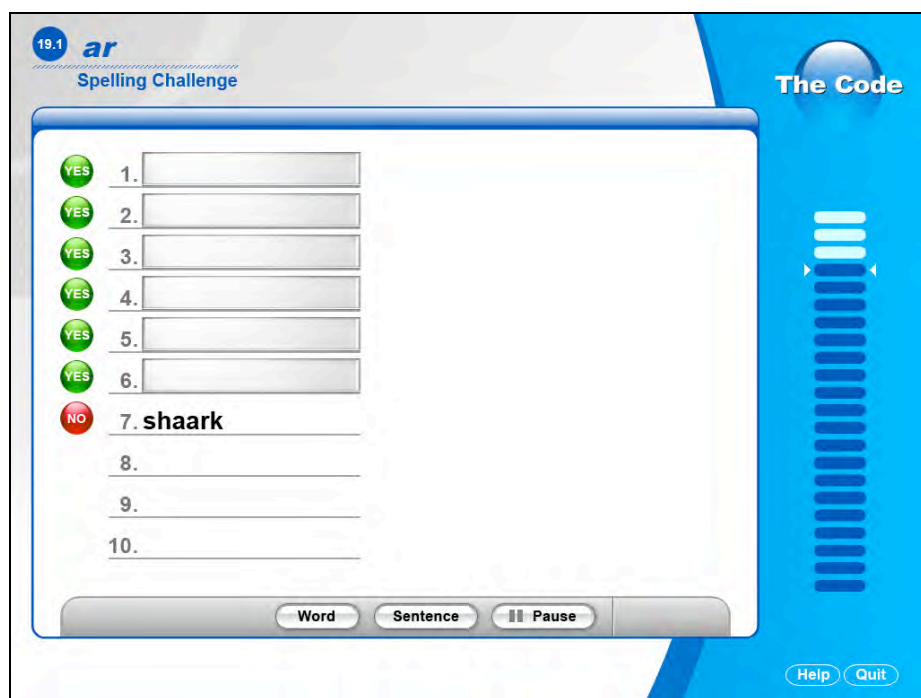 19.1 ar
Spelling Challenge
The Code
YES 1.
YES 2.
YES 3.
YES 4.
YES 5.
YES 6.
NO 7. shaark
8.
9.
10.
Word Sentence Pause
Help Quit